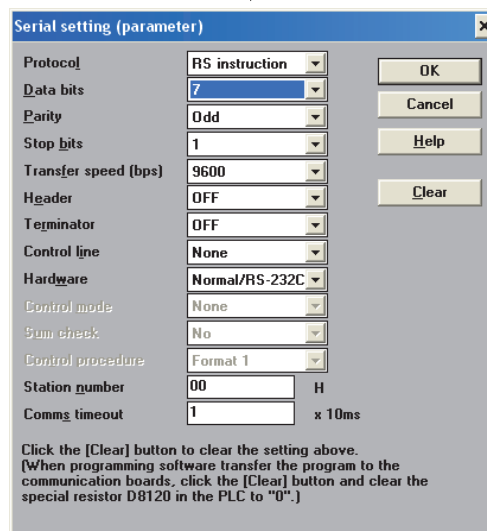 Serial setting (parameter)
Protocol RS instruction OK
Data bits 7
Parity Odd Cancel
Stop bits 1 Help
Transfer speed (bps) 9600
Header OFF Clear
Terminator OFF
Control line None
Hardware Normal/RS-232C
Control mode None
Sum check No
Control procedure Format 1
Station number 00 H
Comms timeout 1 x 10ms
Click the [Clear] button to clear the setting above.
(When programming software transfer the program to the
communication boards, click the [Clear] button and clear the
special resistor D8120 in the PLC to "0".)